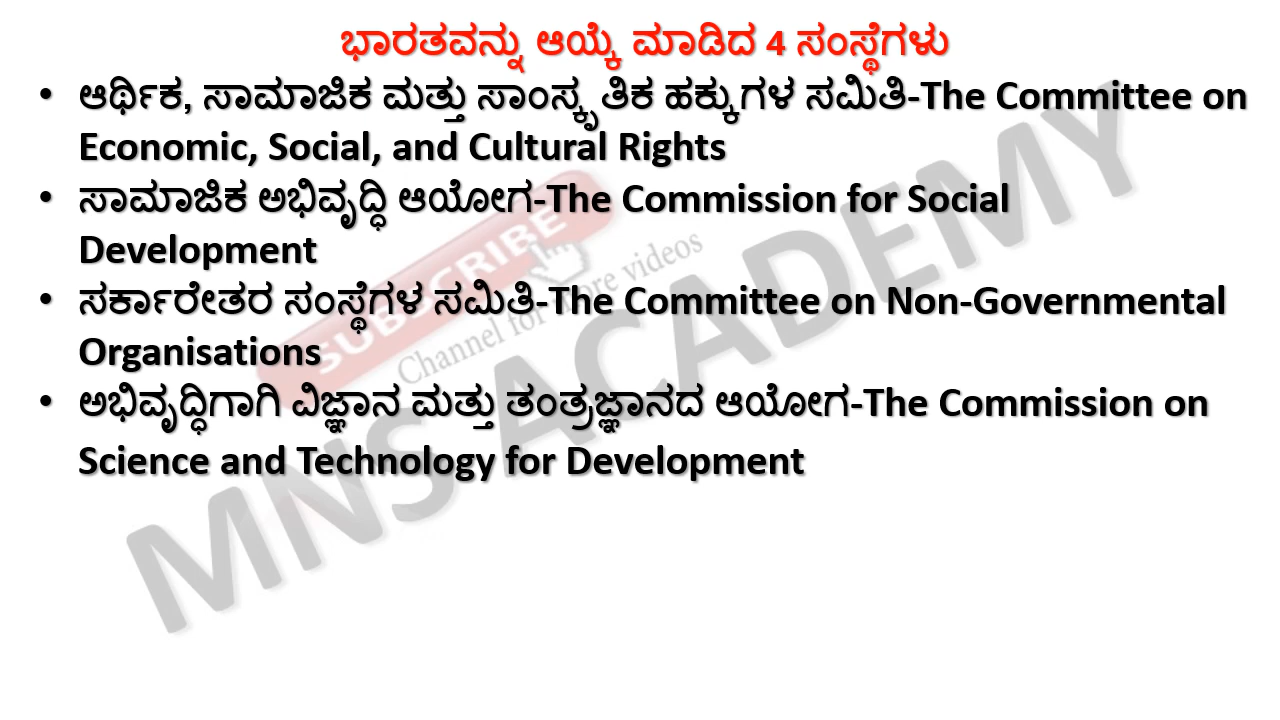 ಭಾರತವನ್ನು ಆಯ್ಕೆ ಮಾಡಿದ 4 ಸಂಸ್ಥೆಗಳು
• ಆರ್ಥಿಕ, ಸಾಮಾಜಿಕ ಮತ್ತು ಸಾಂಸ್ಕೃತಿಕ ಹಕ್ಕುಗಳ ಸಮಿತಿ-The Committee on
Economic, Social, and Cultural Rights
• ಸಾಮಾಜಿಕ ಅಭಿವೃದ್ಧಿ ಆಯೋಗ-The Commission for Social
Development
• ಸರ್ಕಾರೇತರ ಸಂಸ್ಥೆಗಳ ಸಮಿತಿ-The Committee on Non-Governmental
Organisations
• ಅಭಿವೃದ್ಧಿಗಾಗಿ ವಿಜ್ಞಾನ ಮತ್ತು ತಂತ್ರಜ್ಞಾನದ ಆಯೋಗ-The Commission on
Science and Technology for Development
SUBSCRIBE
Channel for more videos
MNS ACADEMY